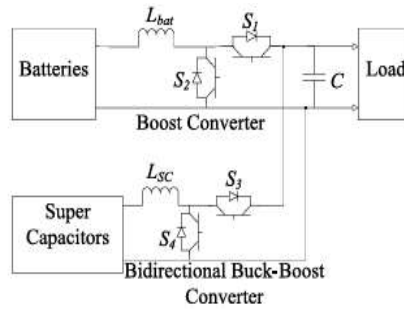 L_bat
S_1
Batteries
S_2
C
Load
Boost Converter
L_SC
S_3
Super
Capacitors
S_4
Bidirectional Buck-Boost
Converter